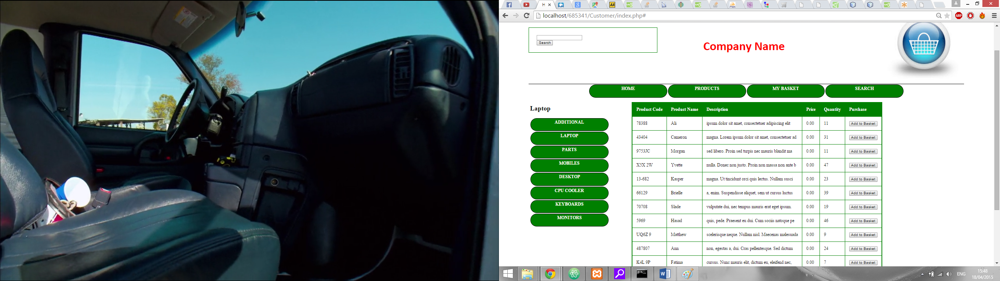 localhost/685341/Customer/index.php#
Search
Company Name
HOME PRODUCTS MY BASKET SEARCH
Laptop
ADDITIONAL
LAPTOP
PARTS
MOBILES
DESKTOP
CPU COOLER
KEYBOARDS
MONITORS
Product Code Product Name Description Price Quantity Purchase
78388 Ali ipsum dolor sit amet, consectetuer adipiscing elit 0.00 11 Add to Basket
43404 Cameron magna. Lorem ipsum dolor sit amet, consectetuer ad 0.00 31 Add to Basket
9753JC Morgan sed libero. Proin sed turpis nec mauris blandit ma 0.00 11 Add to Basket
X5X 2W Yvette nulla. Donec non justo. Proin non massa non ante b 0.00 47 Add to Basket
13-682 Kasper magna. Ut tincidunt orci quis lectus. Nullam susci 0.00 23 Add to Basket
66129 Brielle a, enim. Suspendisse aliquet, sem ut cursus luctus 0.00 39 Add to Basket
70708 Slade vulputate dui, nec tempus mauris erat eget ipsum. 0.00 19 Add to Basket
5969 Hasad quis, pede. Praesent eu dui. Cum sociis natoque pe 0.00 46 Add to Basket
UQ6Z 9 Matthew scelerisque neque. Nullam nisl. Maecenas malesuada 0.00 9 Add to Basket
487807 Ann non, egestas a, dui. Cras pellentesque. Sed dictum 0.00 24 Add to Basket
K4L 9P Fatima cursus. Nunc mauris elit, dictum eu, eleifend nec, 0.00 7 Add to Basket
ENG
15:48
18/04/2015